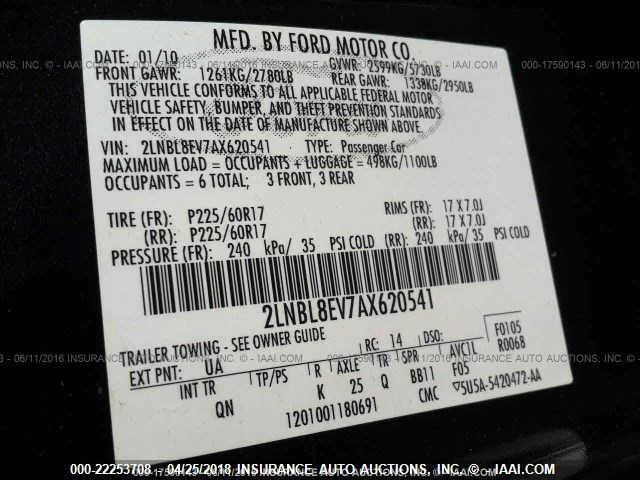 MFD. BY FORD MOTOR CO.
DATE: 01/10 GVWR: 2599KG/5730LB
FRONT GAWR: 1261KG/2780LB REAR GAWR: 1338KG/2950LB
THIS VEHICLE CONFORMS TO ALL APPLICABLE FEDERAL MOTOR
VEHICLE SAFETY, BUMPER, AND THEFT PREVENTION STANDARDS
IN EFFECT ON THE DATE OF MANUFACTURE SHOWN ABOVE.
VIN: 2LNBL8EV7AX620541 TYPE: Passenger Car
MAXIMUM LOAD = OCCUPANTS + LUGGAGE = 498KG/1100LB
OCCUPANTS = 6 TOTAL; 3 FRONT, 3 REAR
TIRE (FR): P225/60R17 RIMS (FR): 17 X 7.0J
(RR): P225/60R17 (RR): 17 X 7.0J
PRESSURE (FR): 240 kPa/ 35 PSI COLD (RR): 240 kPa/ 35 PSI COLD
2LNBL8EV7AX620541
TRAILER TOWING - SEE OWNER GUIDE
RC: 14 DSO: F0105
EXT PNT: UA R0068
INT TR TP/PS R AXLE TR SPR AVC11
QN K 25 Q BB11 F05
1201001180691 CMC ▽5U5A-5420472-AA
000-22253708 - 04/25/2018 - INSURANCE AUTO AUCTIONS, INC. - IAAI.COM